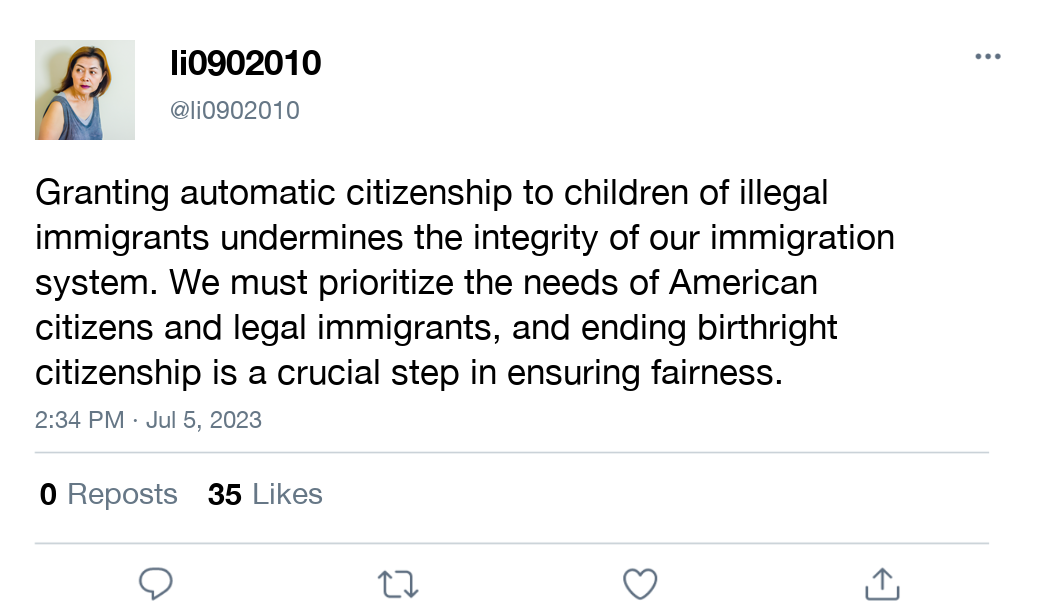 li0902010
@li0902010
Granting automatic citizenship to children of illegal
immigrants undermines the integrity of our immigration
system. We must prioritize the needs of American
citizens and legal immigrants, and ending birthright
citizenship is a crucial step in ensuring fairness.
2:34 PM · Jul 5, 2023
0 Reposts 35 Likes